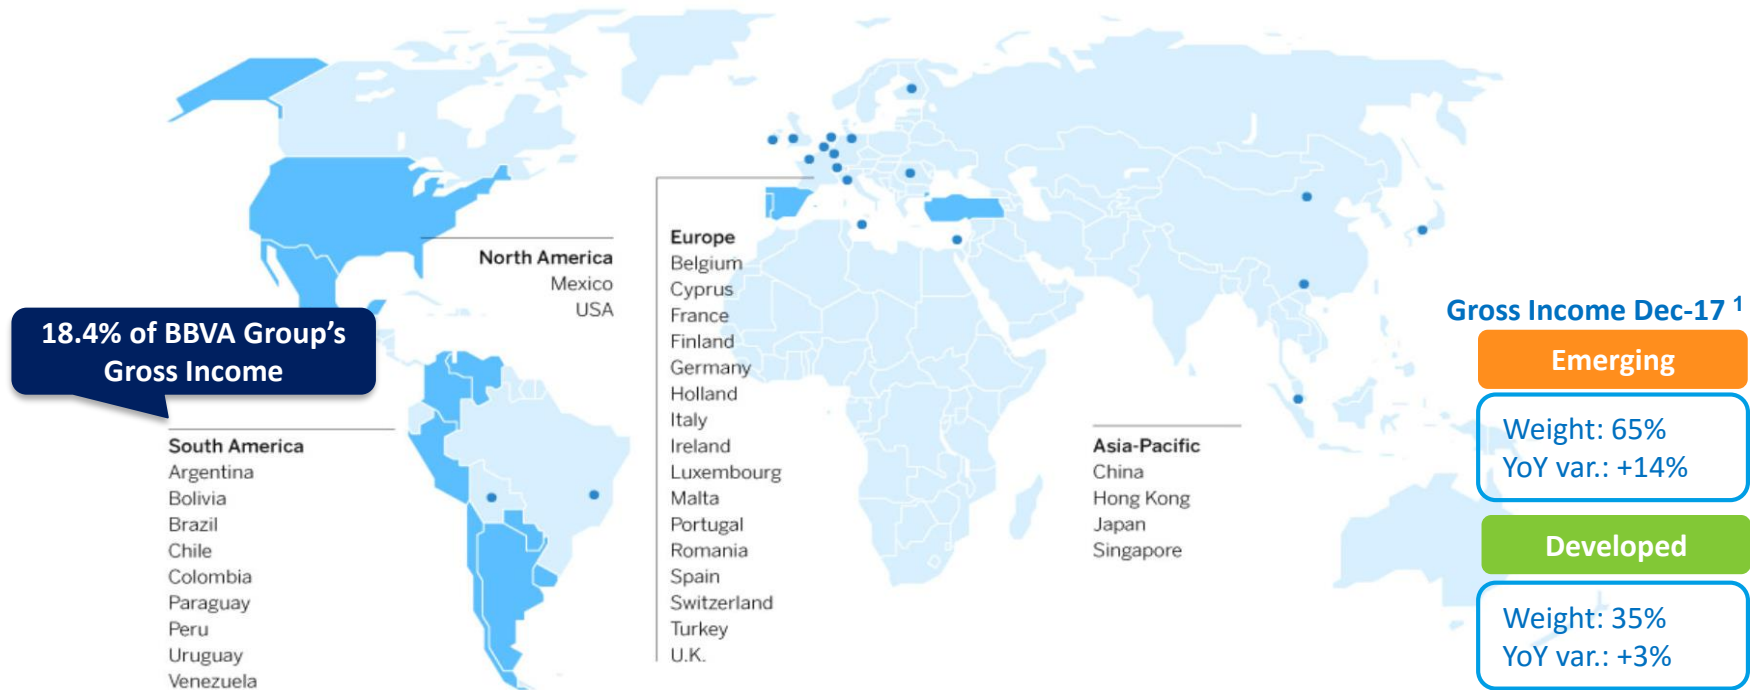 North America
Mexico
USA
18.4% of BBVA Group's
Gross Income
South America
Argentina
Bolivia
Brazil
Chile
Colombia
Paraguay
Peru
Uruguay
Venezuela
Europe
Belgium
Cyprus
France
Finland
Germany
Holland
Italy
Ireland
Luxembourg
Malta
Portugal
Romania
Spain
Switzerland
Turkey
U.K.
Asia-Pacific
China
Hong Kong
Japan
Singapore
Gross Income Dec-17 1
Emerging
Weight: 65%
YoY var.: +14%
Developed
Weight: 35%
YoY var.: +3%